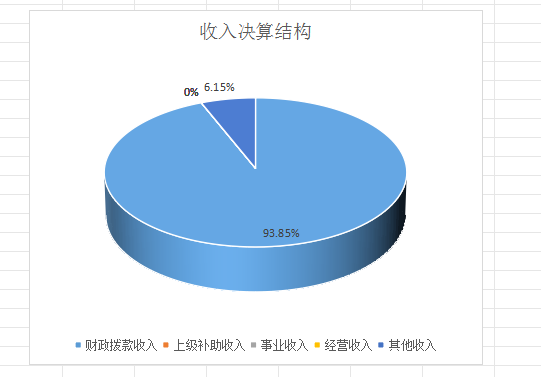 收入决算结构
0% 6.15%
93.85%
财政拨款收入 上级补助收入 事业收入 经营收入 其他收入